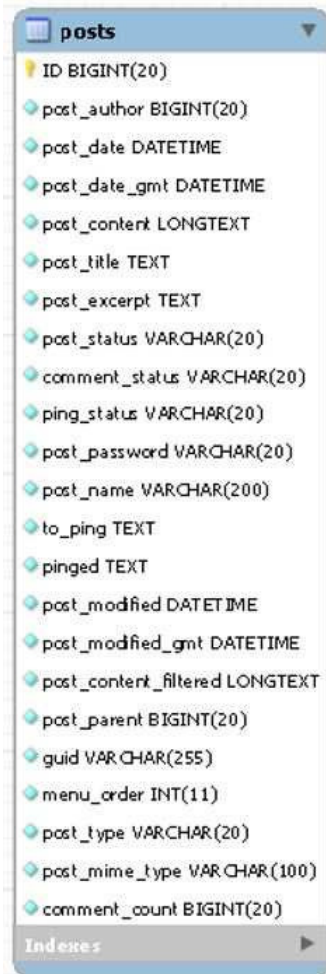 posts
ID BIGINT(20)
post_author BIGINT(20)
post_date DATETIME
post_date_gmt DATETIME
post_content LONGTEXT
post_title TEXT
post_excerpt TEXT
post_status VARCHAR(20)
comment_status VARCHAR(20)
ping_status VARCHAR(20)
post_password VARCHAR(20)
post_name VARCHAR(200)
to_ping TEXT
pinged TEXT
post_modified DATETIME
post_modified_gmt DATETIME
post_content_filtered LONGTEXT
post_parent BIGINT(20)
guid VARCHAR(255)
menu_order INT(11)
post_type VARCHAR(20)
post_mime_type VARCHAR(100)
comment_count BIGINT(20)
Indexes